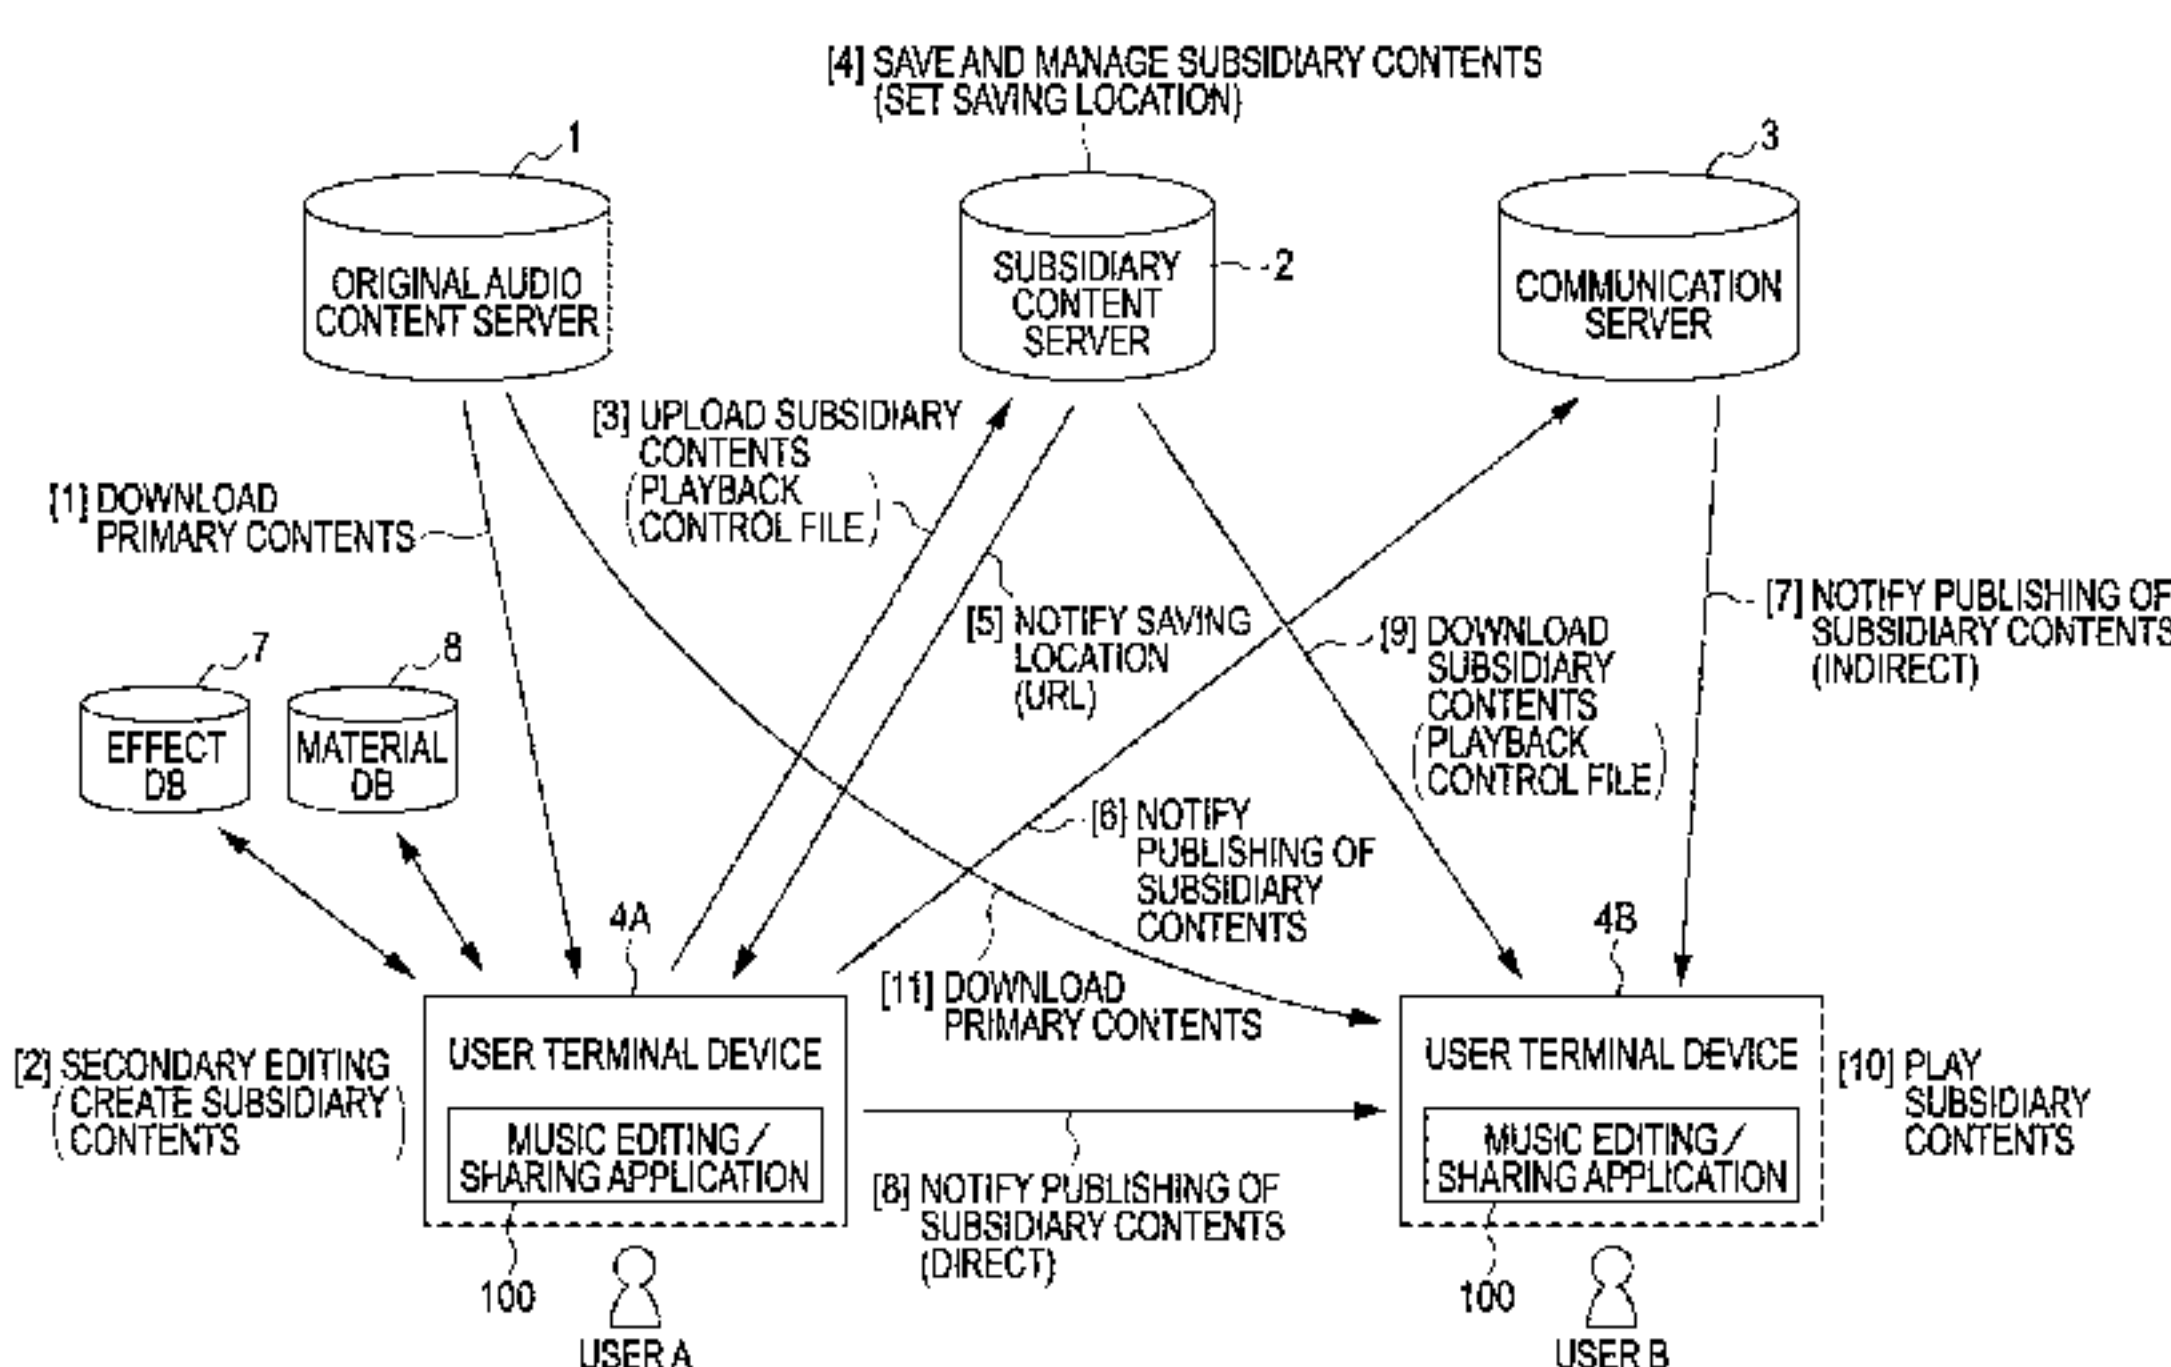 [4] SAVE AND MANAGE SUBSIDIARY CONTENTS
(SET SAVING LOCATION)
1
3
ORIGINAL AUDIO
CONTENT SERVER
SUBSIDIARY
CONTENT
SERVER
2
COMMUNICATION
SERVER
[3] UPLOAD SUBSIDIARY
CONTENTS
(PLAYBACK
CONTROL FILE)
[1] DOWNLOAD
PRIMARY CONTENTS
[5] NOTIFY SAVING
LOCATION
(URL)
[9] DOWNLOAD
SUBSIDIARY
CONTENTS
(PLAYBACK
CONTROL FILE)
[7] NOTIFY PUBLISHING OF
SUBSIDIARY CONTENTS
(INDIRECT)
7
8
EFFECT
DB
MATERIAL
DB
[6] NOTIFY
PUBLISHING OF
SUBSIDIARY
CONTENTS
4A
4B
[11] DOWNLOAD
PRIMARY CONTENTS
[2] SECONDARY EDITING
(CREATE SUBSIDIARY
CONTENTS)
USER TERMINAL DEVICE
MUSIC EDITING /
SHARING APPLICATION
USER TERMINAL DEVICE
MUSIC EDITING /
SHARING APPLICATION
[10] PLAY
SUBSIDIARY
CONTENTS
[8] NOTIFY PUBLISHING OF
SUBSIDIARY CONTENTS
(DIRECT)
100
100
USER A
USER B